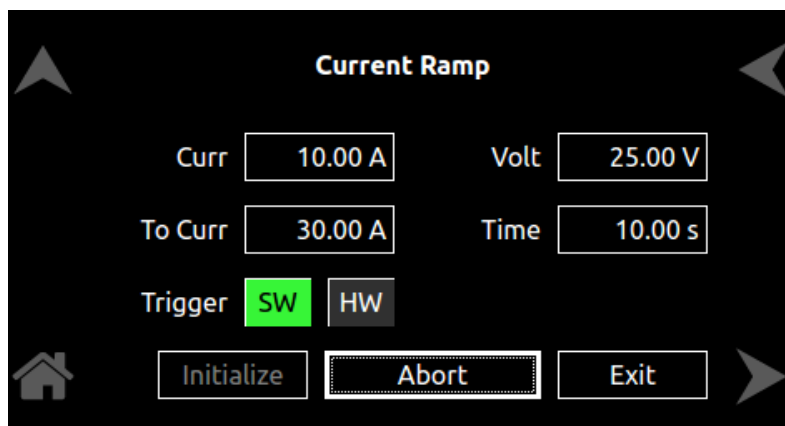 Current Ramp
Curr 10.00 A Volt 25.00 V
To Curr 30.00 A Time 10.00 s
Trigger SW HW
Initialize Abort Exit